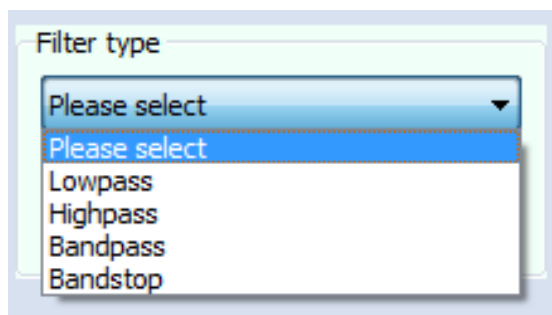 Filter type
Please select
Please select
Lowpass
Highpass
Bandpass
Bandstop